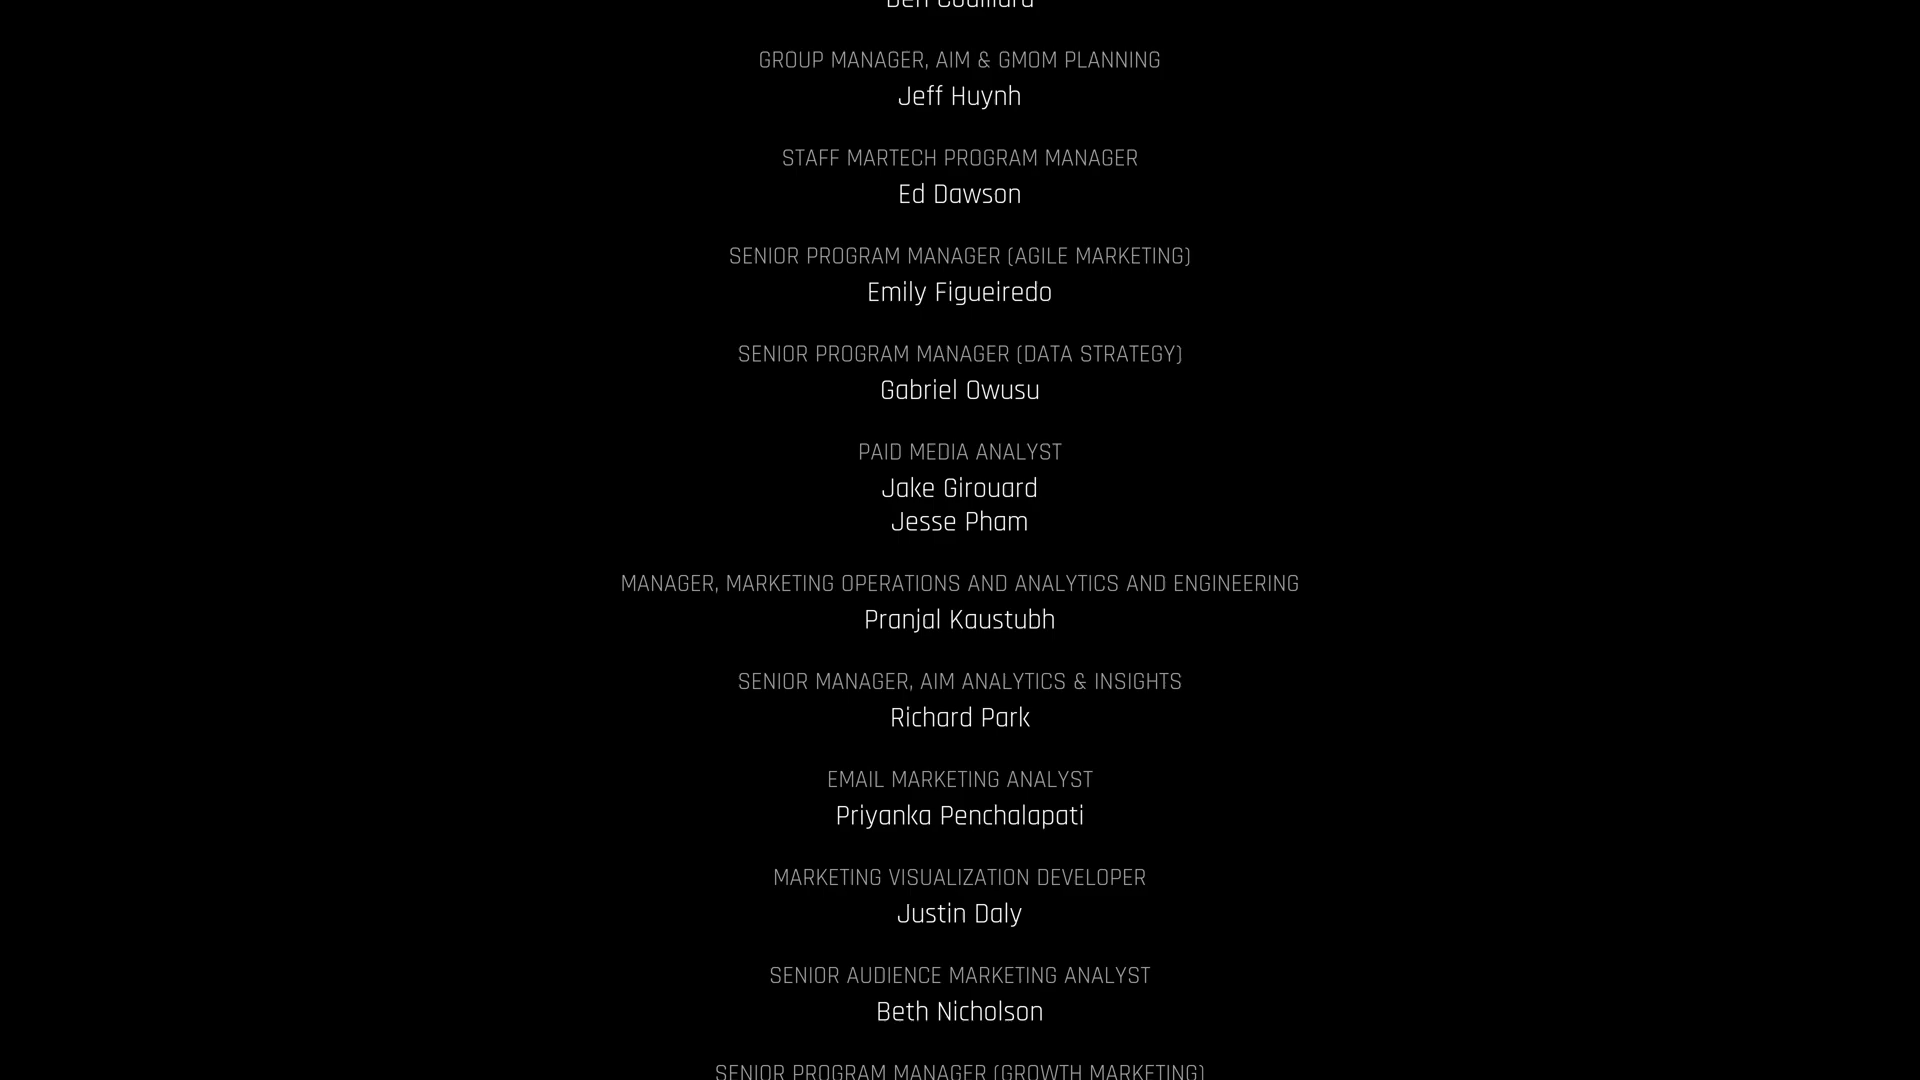 GROUP MANAGER, AIM & GMOM PLANNING
Jeff Huynh
STAFF MARTECH PROGRAM MANAGER
Ed Dawson
SENIOR PROGRAM MANAGER (AGILE MARKETING)
Emily Figueiredo
SENIOR PROGRAM MANAGER (DATA STRATEGY)
Gabriel Owusu
PAID MEDIA ANALYST
Jake Girouard
Jesse Pham
MANAGER, MARKETING OPERATIONS AND ANALYTICS AND ENGINEERING
Pranjal Kaustubh
SENIOR MANAGER, AIM ANALYTICS & INSIGHTS
Richard Park
EMAIL MARKETING ANALYST
Priyanka Penchalapati
MARKETING VISUALIZATION DEVELOPER
Justin Daly
SENIOR AUDIENCE MARKETING ANALYST
Beth Nicholson
SENIOR PROGRAM MANAGER (GROWTH MARKETING)